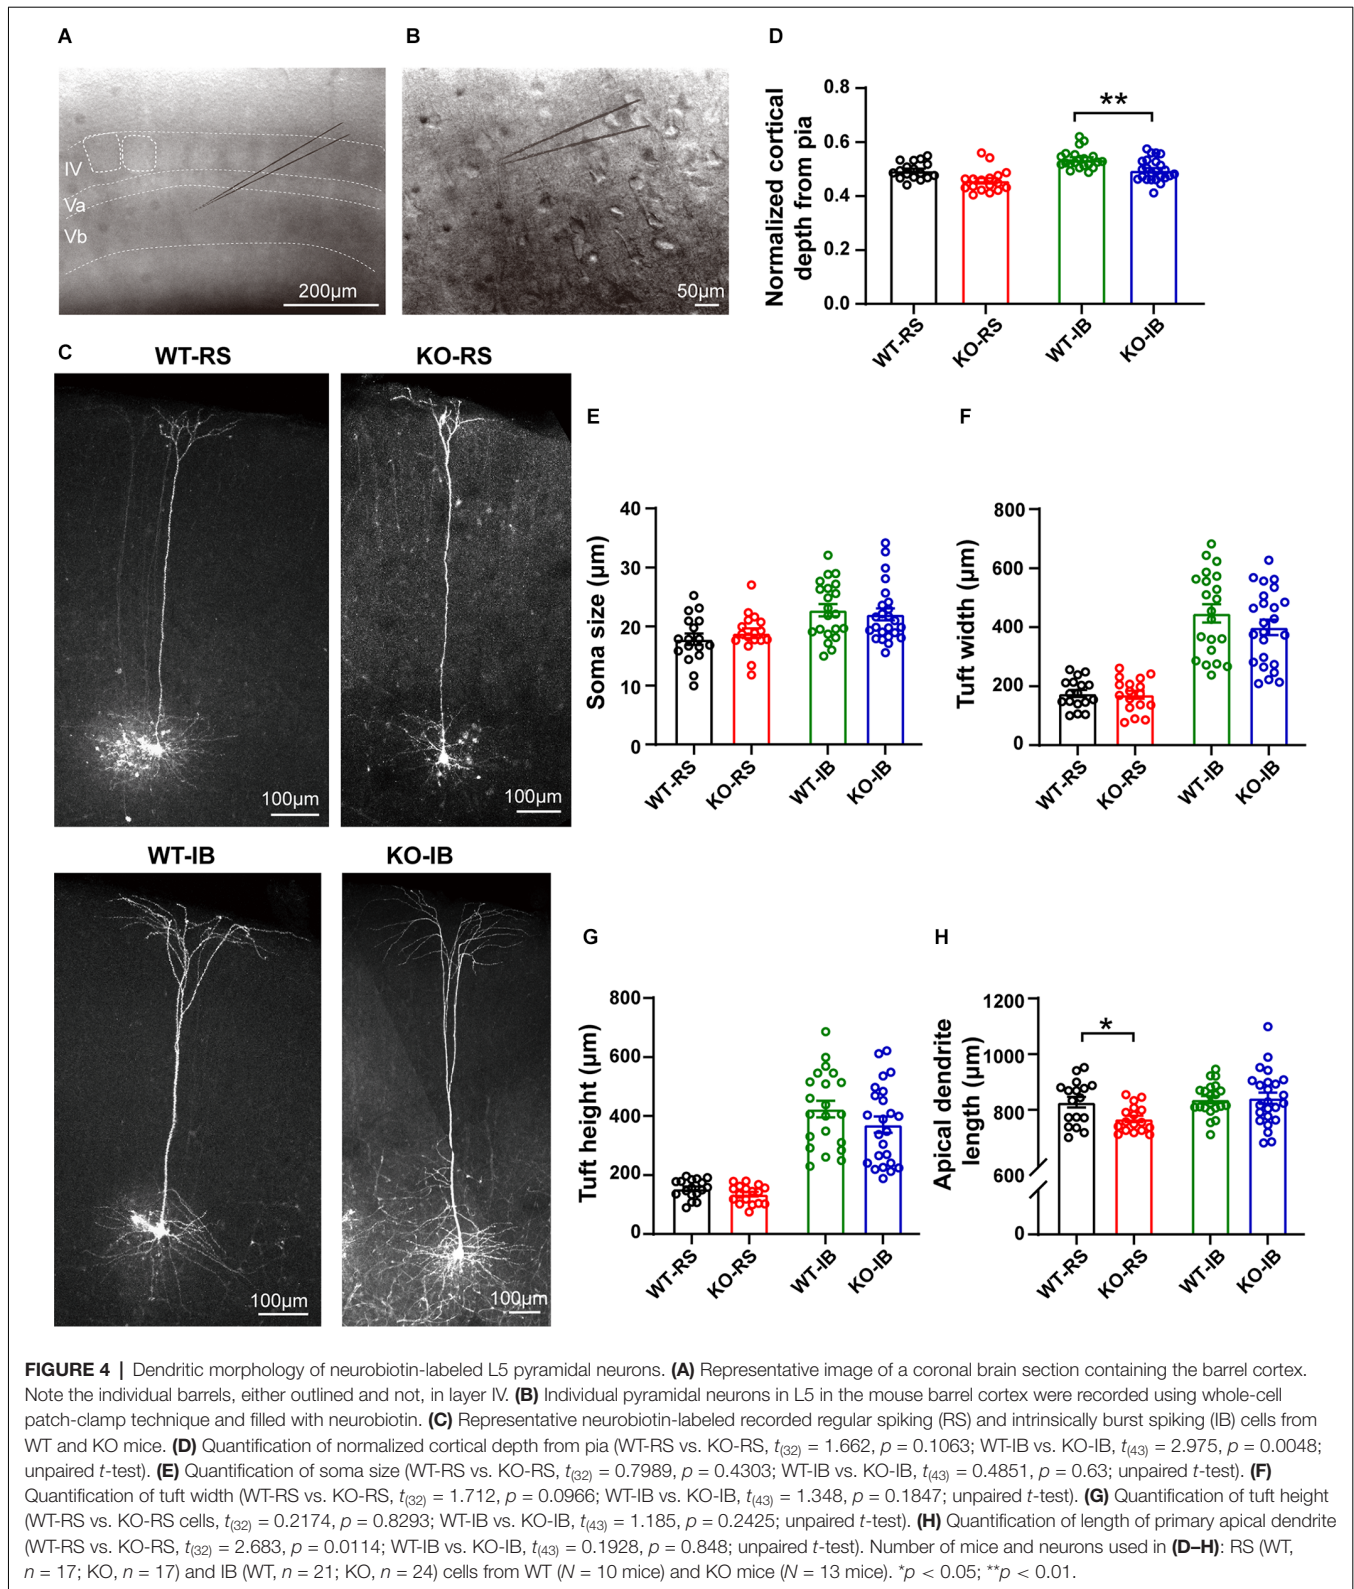 A
IV
Va
Vb
200µm
B
50µm
D
Normalized cortical
depth from pia
0.8
0.6
0.4
0.2
0.0
**
WT-RS
KO-RS
WT-IB
KO-IB
C
WT-RS
100µm
KO-RS
100µm
WT-IB
100µm
KO-IB
100µm
E
Soma size (µm)
40
30
20
10
0
WT-RS
KO-RS
WT-IB
KO-IB
F
Tuft width (µm)
800
600
400
200
0
WT-RS
KO-RS
WT-IB
KO-IB
G
Tuft height (µm)
800
600
400
200
0
WT-RS
KO-RS
WT-IB
KO-IB
H
Apical dendrite
length (µm)
1200
1000
800
600
0
*
WT-RS
KO-RS
WT-IB
KO-IB
FIGURE 4 | Dendritic morphology of neurobiotin-labeled L5 pyramidal neurons. (A) Representative image of a coronal brain section containing the barrel cortex.
Note the individual barrels, either outlined and not, in layer IV. (B) Individual pyramidal neurons in L5 in the mouse barrel cortex were recorded using whole-cell
patch-clamp technique and filled with neurobiotin. (C) Representative neurobiotin-labeled recorded regular spiking (RS) and intrinsically burst spiking (IB) cells from
WT and KO mice. (D) Quantification of normalized cortical depth from pia (WT-RS vs. KO-RS, t(32) = 1.662, p = 0.1063; WT-IB vs. KO-IB, t(43) = 2.975, p = 0.0048;
unpaired t-test). (E) Quantification of soma size (WT-RS vs. KO-RS, t(32) = 0.7989, p = 0.4303; WT-IB vs. KO-IB, t(43) = 0.4851, p = 0.63; unpaired t-test). (F)
Quantification of tuft width (WT-RS vs. KO-RS, t(32) = 1.712, p = 0.0966; WT-IB vs. KO-IB, t(43) = 1.348, p = 0.1847; unpaired t-test). (G) Quantification of tuft height
(WT-RS vs. KO-RS cells, t(32) = 0.2174, p = 0.8293; WT-IB vs. KO-IB, t(43) = 1.185, p = 0.2425; unpaired t-test). (H) Quantification of length of primary apical dendrite
(WT-RS vs. KO-RS, t(32) = 2.683, p = 0.0114; WT-IB vs. KO-IB, t(43) = 0.1928, p = 0.848; unpaired t-test). Number of mice and neurons used in (D–H): RS (WT,
n = 17; KO, n = 17) and IB (WT, n = 21; KO, n = 24) cells from WT (N = 10 mice) and KO mice (N = 13 mice). *p < 0.05; **p < 0.01.